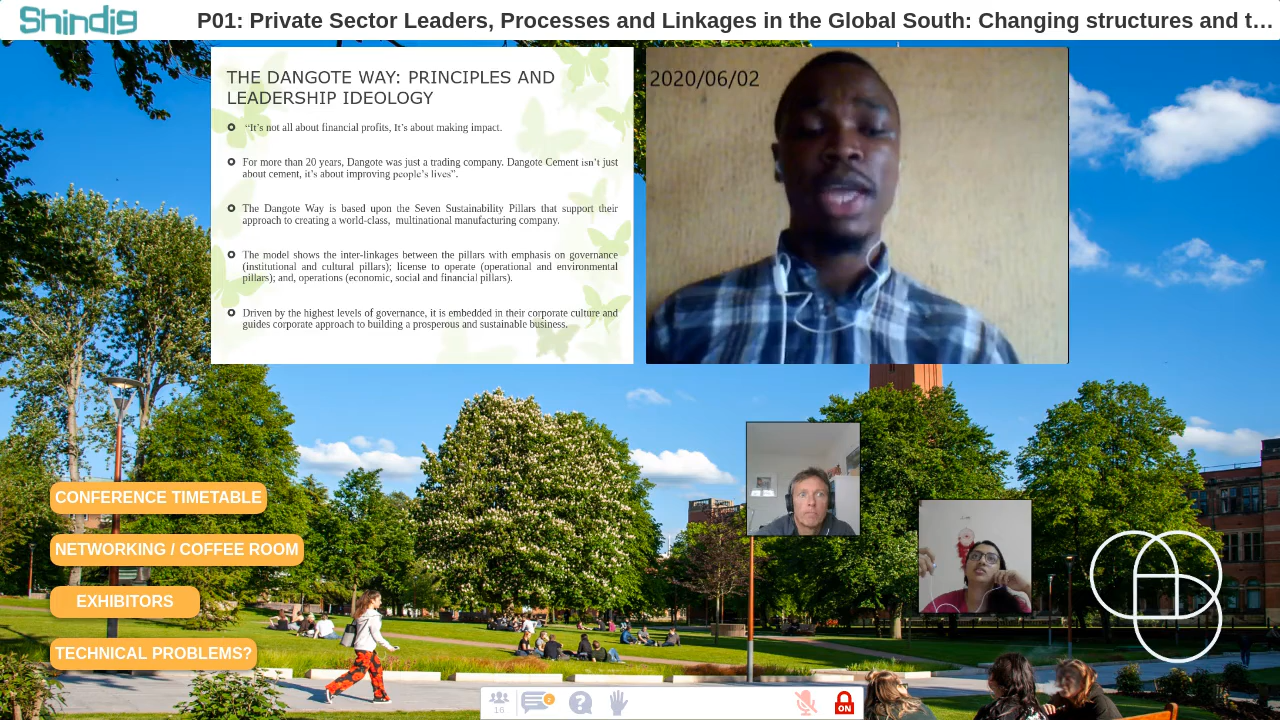 Shindig
P01: Private Sector Leaders, Processes and Linkages in the Global South: Changing structures and t...
THE DANGOTE WAY: PRINCIPLES AND
LEADERSHIP IDEOLOGY
“It’s not all about financial profits, It’s about making impact.
For more than 20 years, Dangote was just a trading company. Dangote Cement isn’t just
about cement, it’s about improving people’s lives”.
The Dangote Way is based upon the Seven Sustainability Pillars that support their
approach to creating a world-class, multinational manufacturing company.
The model shows the inter-linkages between the pillars with emphasis on governance
(institutional and cultural pillars); license to operate (operational and environmental
pillars); and, operations (economic, social and financial pillars).
Driven by the highest levels of governance, it is embedded in their corporate culture and
guides corporate approach to building a prosperous and sustainable business.
2020/06/02
CONFERENCE TIMETABLE
NETWORKING / COFFEE ROOM
EXHIBITORS
TECHNICAL PROBLEMS?
16
ON